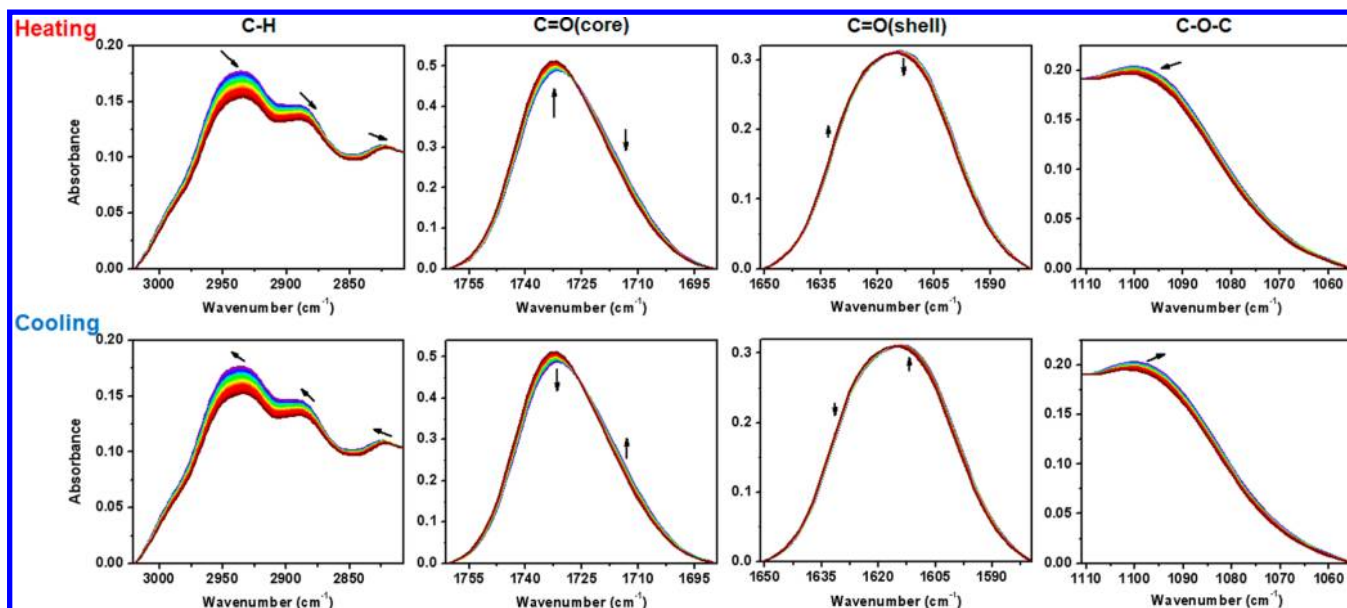 Heating
C-H
C=O(core)
C=O(shell)
C-O-C
Absorbance
0.20
0.15
0.10
0.05
0.00
3000 2950 2900 2850
Wavenumber (cm⁻¹)
0.5
0.4
0.3
0.2
0.1
0.0
1755 1740 1725 1710 1695
Wavenumber (cm⁻¹)
0.3
0.2
0.1
0.0
1650 1635 1620 1605 1590
Wavenumber (cm⁻¹)
0.20
0.15
0.10
0.05
0.00
1110 1100 1090 1080 1070 1060
Wavenumber (cm⁻¹)
Cooling
Absorbance
0.20
0.15
0.10
0.05
0.00
3000 2950 2900 2850
Wavenumber (cm⁻¹)
0.5
0.4
0.3
0.2
0.1
0.0
1755 1740 1725 1710 1695
Wavenumber (cm⁻¹)
0.3
0.2
0.1
0.0
1650 1635 1620 1605 1590
Wavenumber (cm⁻¹)
0.20
0.15
0.10
0.05
0.00
1110 1100 1090 1080 1070 1060
Wavenumber (cm⁻¹)